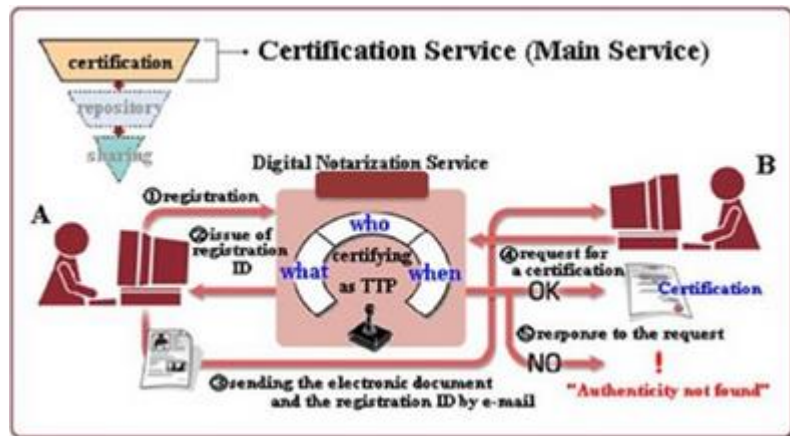 certification
Certification Service (Main Service)
repository
sharing
Digital Notarization Service
A
B
①registration
②issue of
registration
ID
what
who
when
certifying
as TTP
④request for
a certification
OK
Certification
⑤response to the request
NO
!
"Authenticity not found"
③sending the electronic document
and the registration ID by e-mail